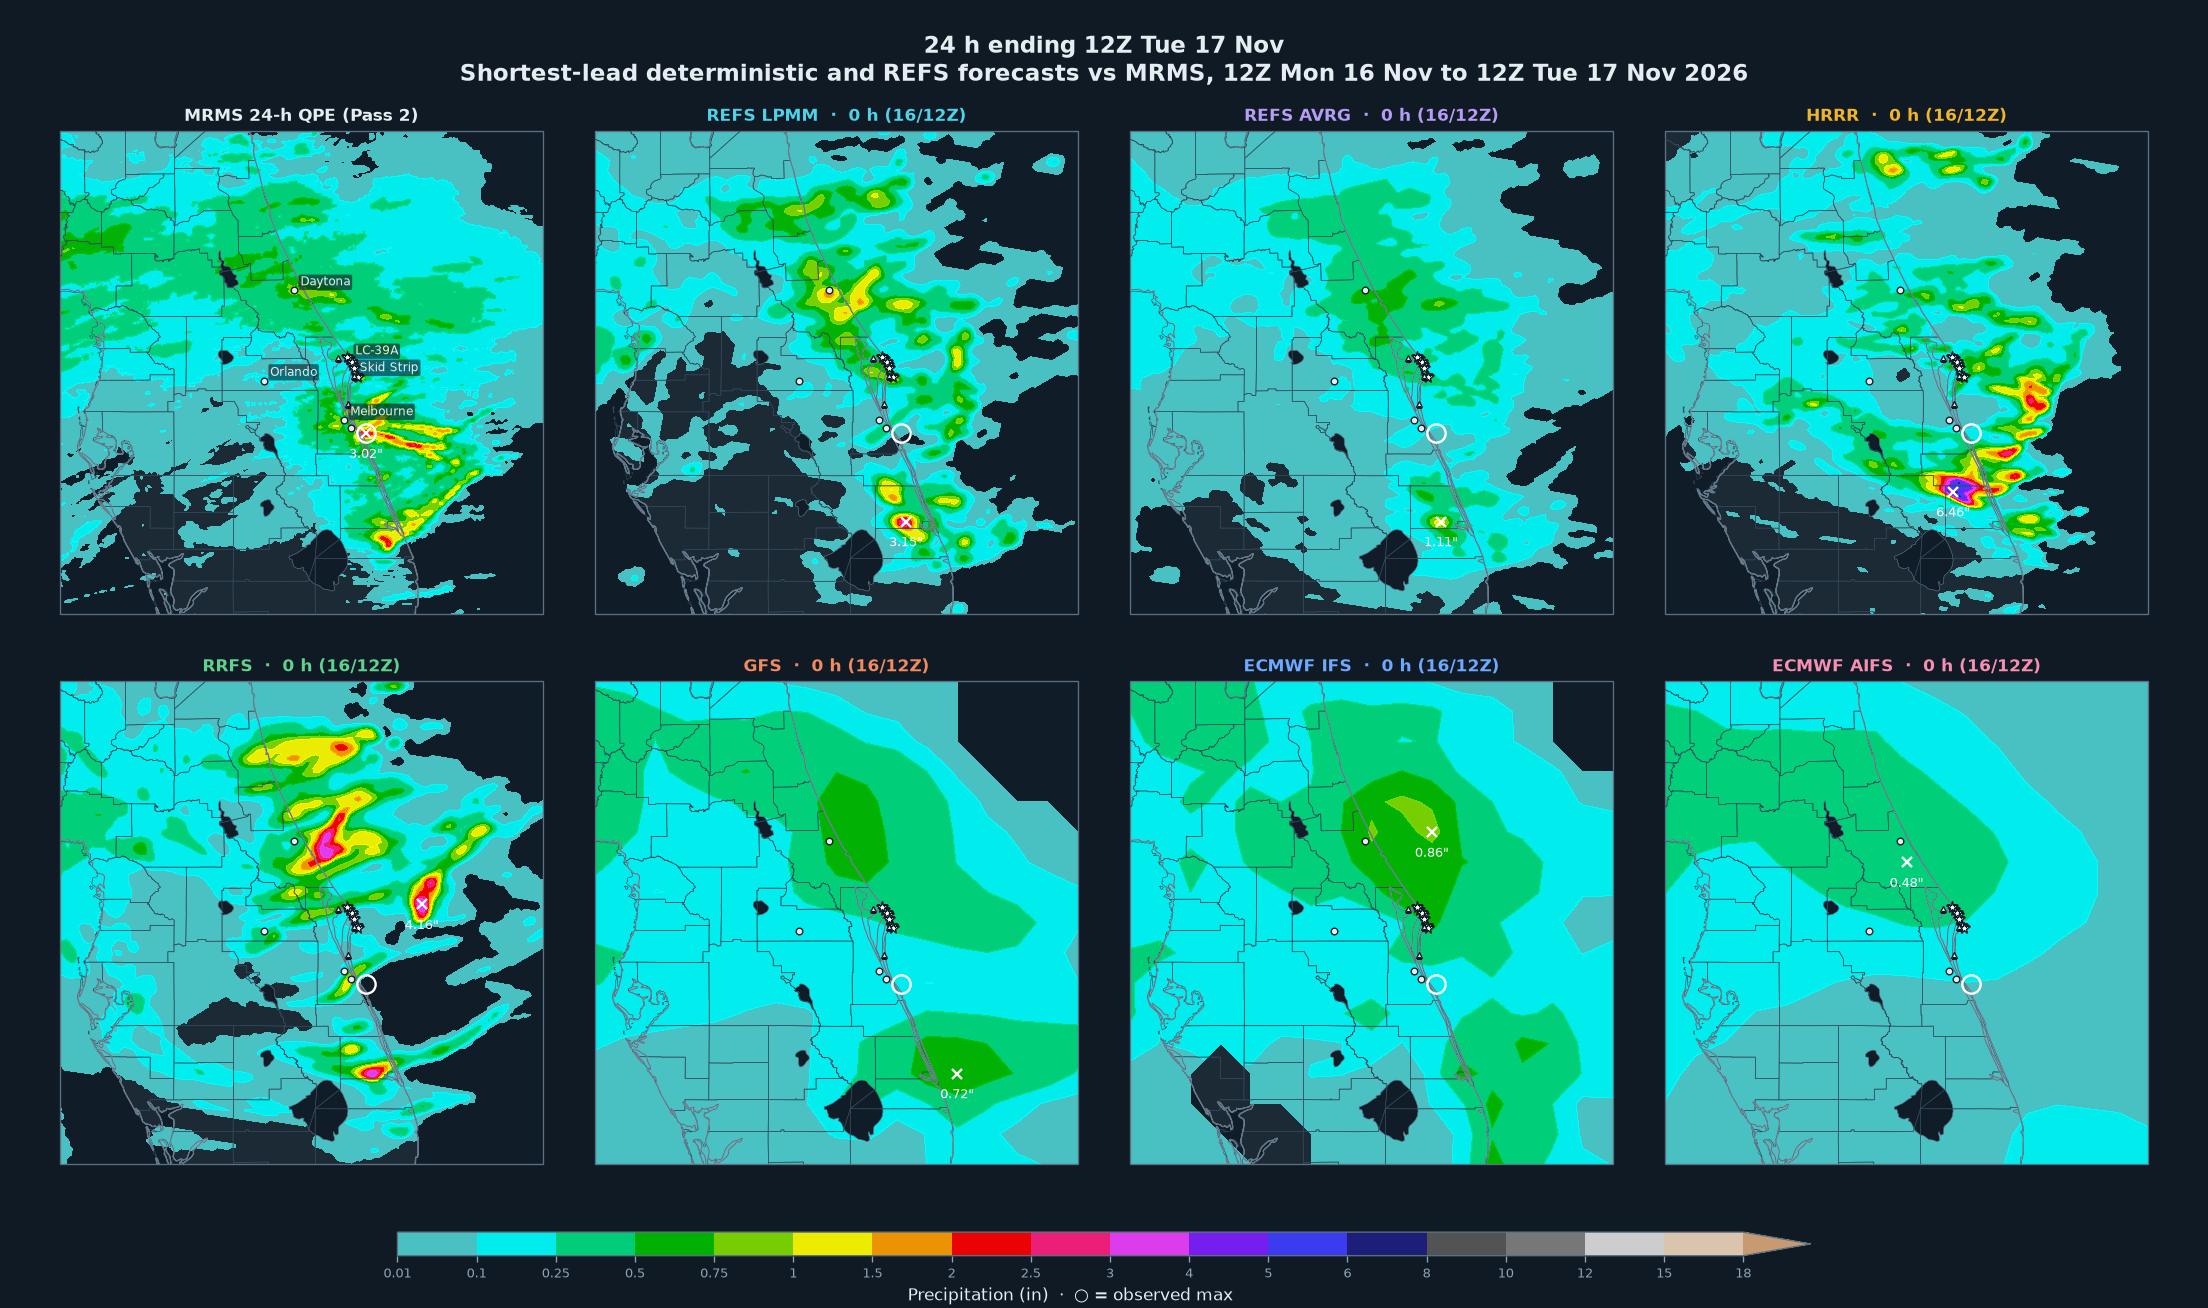 24 h ending 12Z Tue 17 Nov
Shortest-lead deterministic and REFS forecasts vs MRMS, 12Z Mon 16 Nov to 12Z Tue 17 Nov 2026
MRMS 24-h QPE (Pass 2)
REFS LPMM · 0 h (16/12Z)
REFS AVRG · 0 h (16/12Z)
HRRR · 0 h (16/12Z)
Daytona
LC-39A
Skid Strip
Orlando
Melbourne
3.02"
3.15"
1.11"
6.46"
RRFS · 0 h (16/12Z)
GFS · 0 h (16/12Z)
ECMWF IFS · 0 h (16/12Z)
ECMWF AIFS · 0 h (16/12Z)
4.16"
0.72"
0.86"
0.48"
0.01 0.1 0.25 0.5 0.75 1 1.5 2 2.5 3 4 5 6 8 10 12 15 18
Precipitation (in) · ○ = observed max